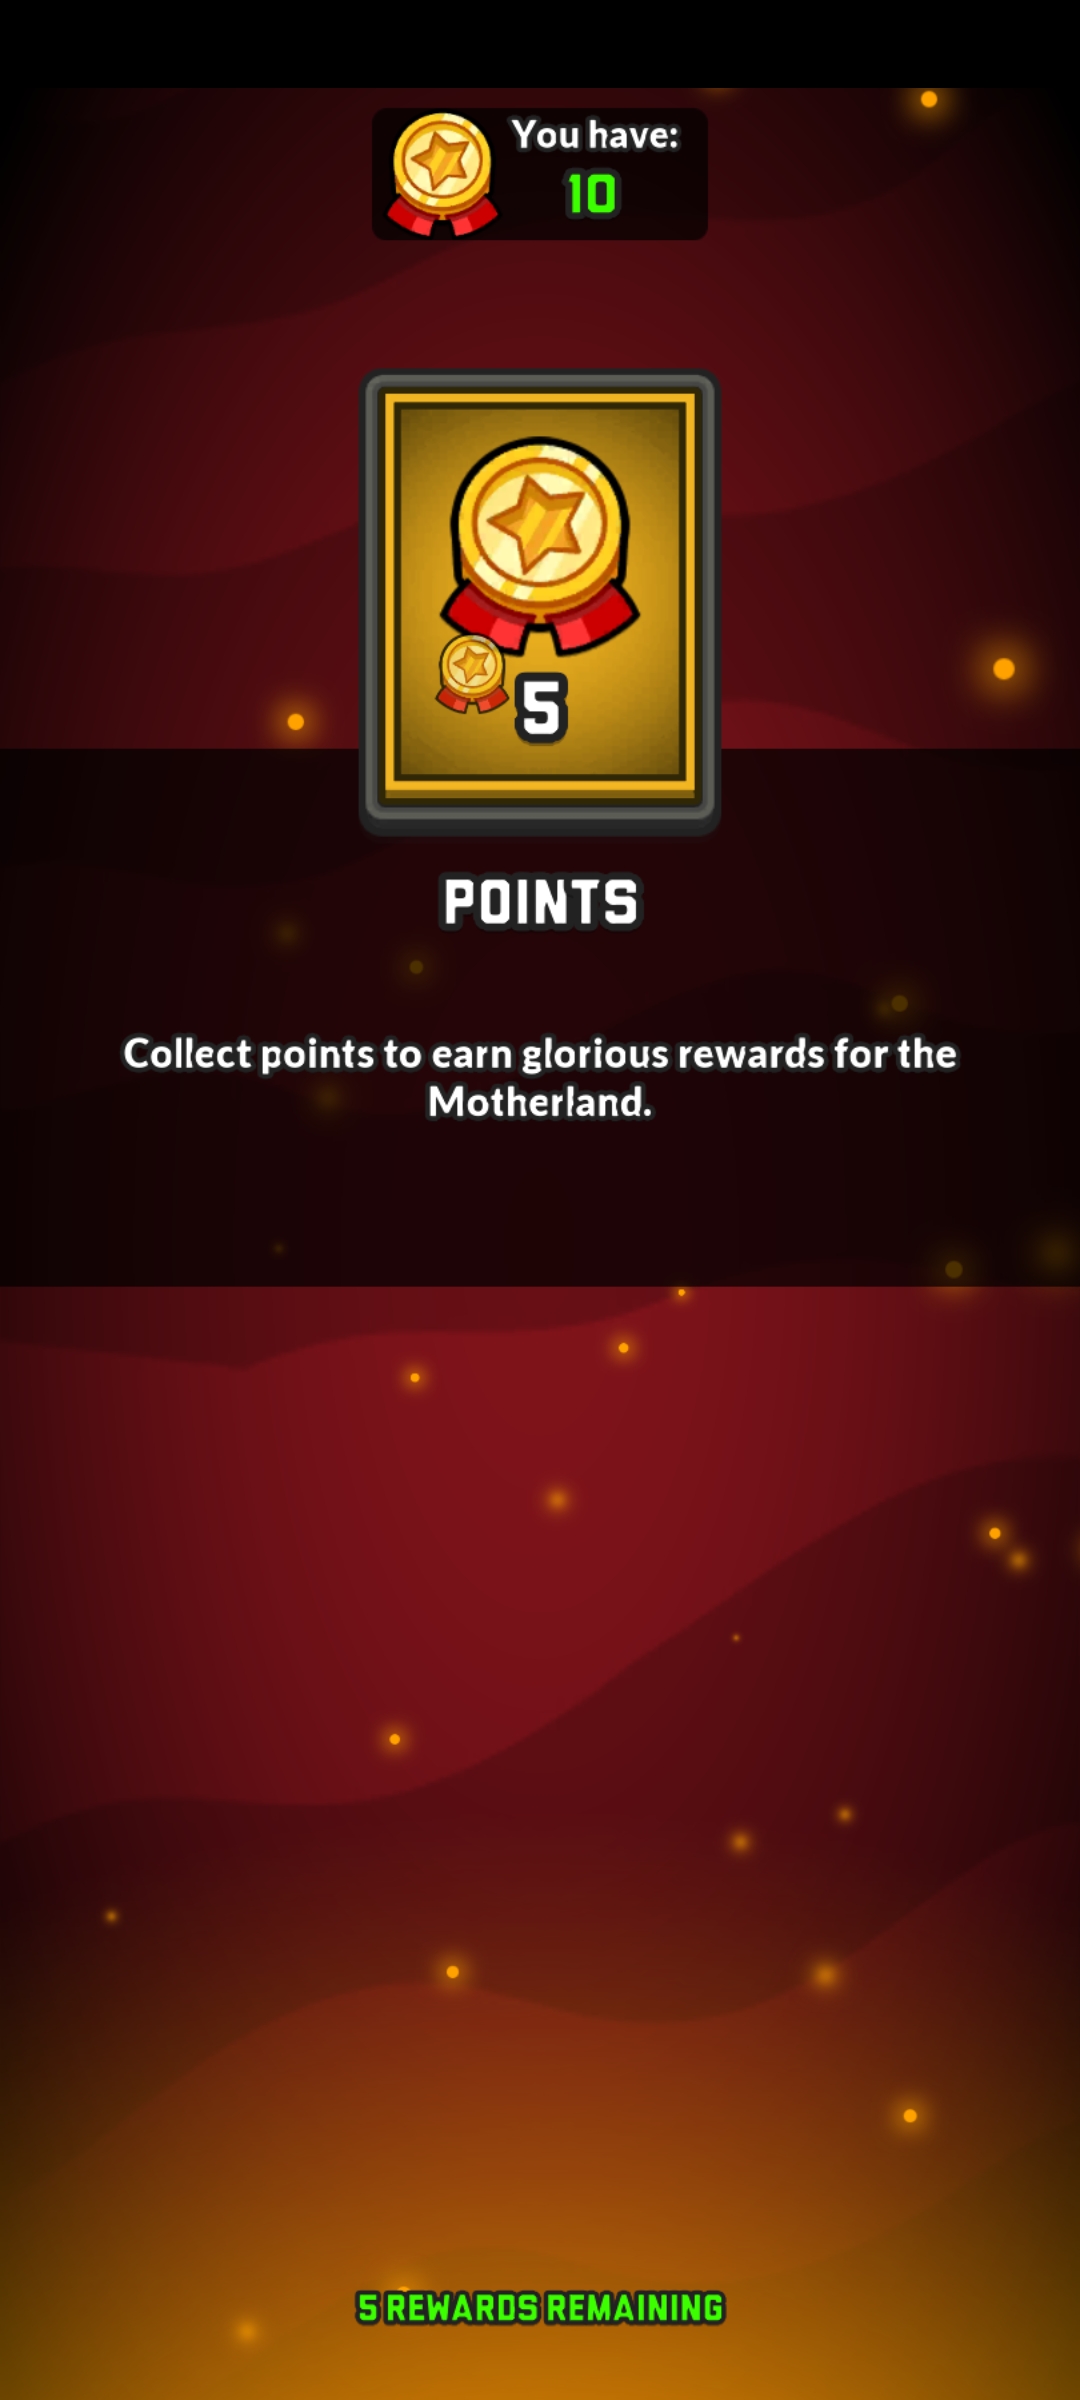 You have:
10
5
POINTS
Collect points to earn glorious rewards for the
Motherland.
5 REWARDS REMAINING